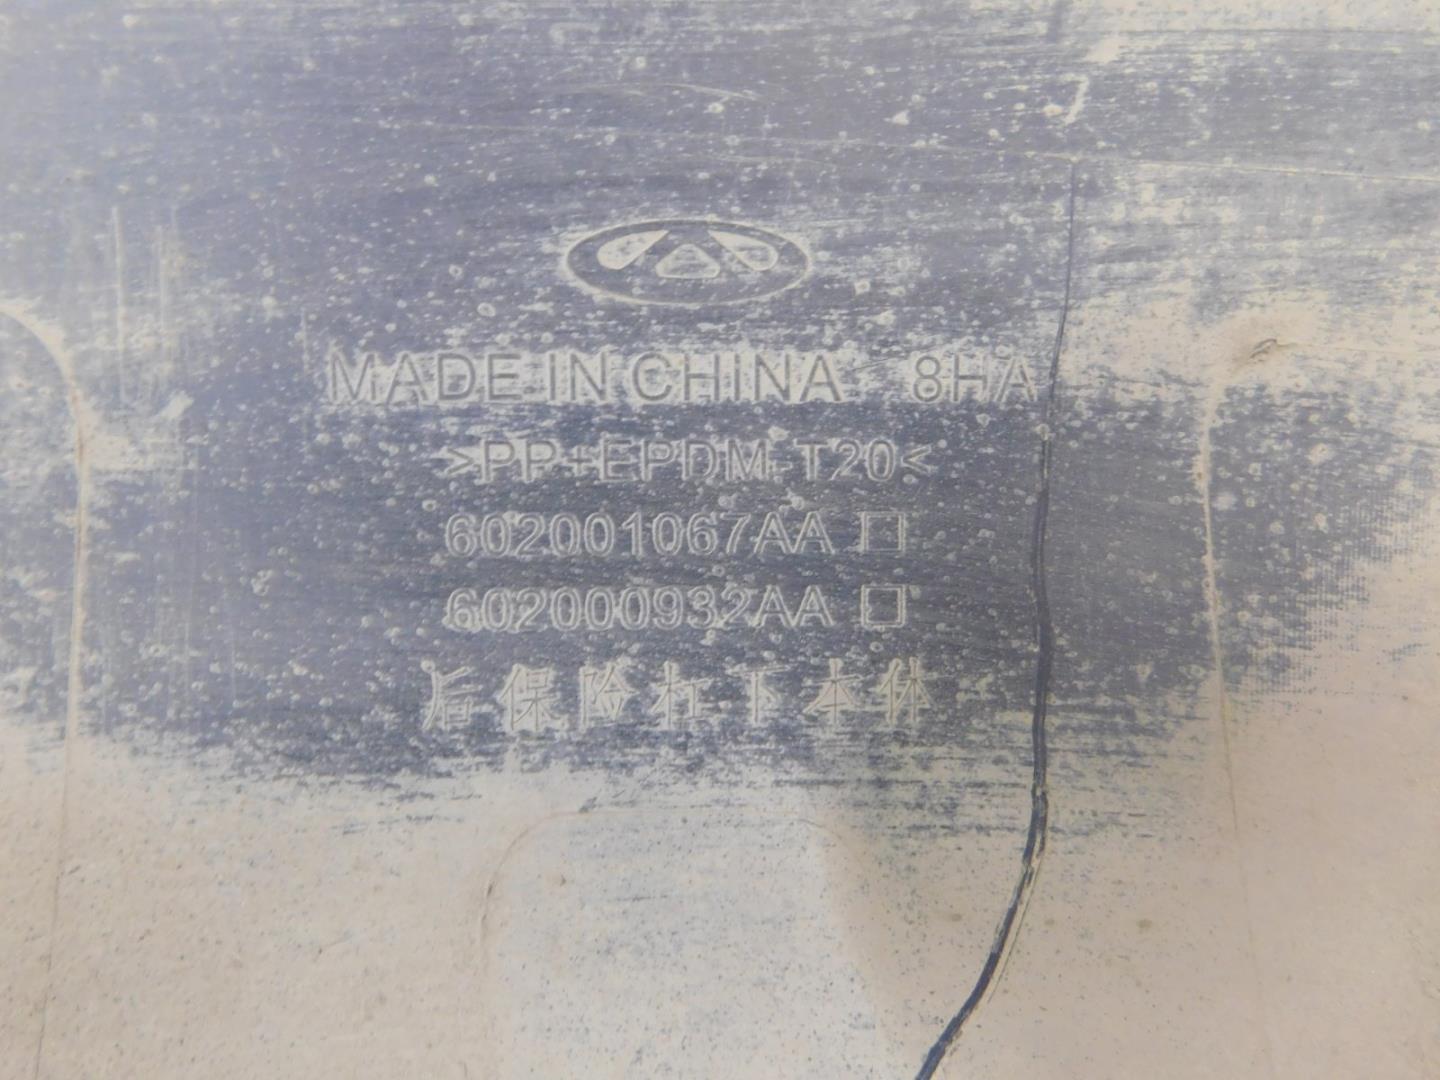 MADE IN CHINA 8HA
>PP+EPDM-T20<
602001067AA □
602000932AA □
后保险杠下本体